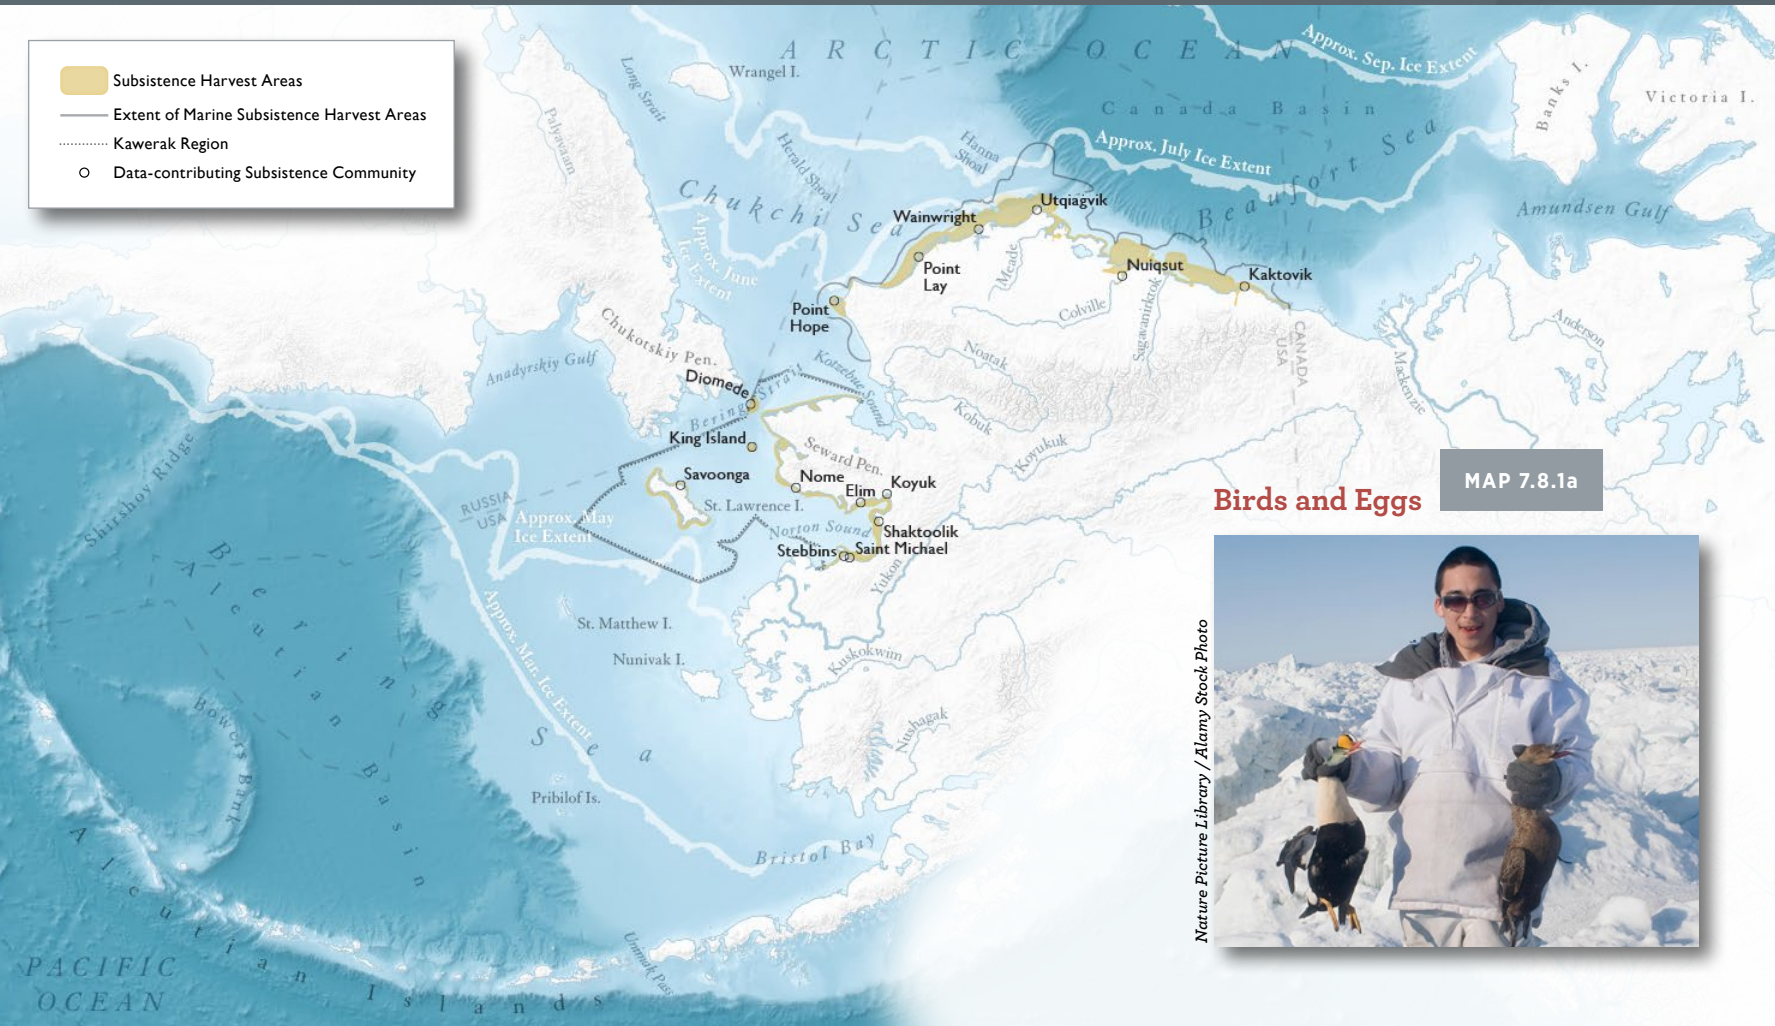 Subsistence Harvest Areas
Extent of Marine Subsistence Harvest Areas
Kawerak Region
Data-contributing Subsistence Community
ARCTIC OCEAN
Wrangel I.
Long Strait
Palyavaam
Herald Shoal
Hanna
Shoal
Canada Basin
Approx. Sep. Ice Extent
Approx. July Ice Extent
Beaufort Sea
Banks I.
Victoria I.
Amundsen Gulf
Chukchi Sea
Approx. June
Ice Extent
Wainwright
Utqiaġvik
Point
Lay
Meade
Nuiqsut
Kaktovik
Point
Hope
Colville
Sagavanirktok
CANADA
USA
Mackenzie
Anderson
Chukotskiy Pen.
Anadyrskiy Gulf
Diomede
Bering Strait
Kotzebue
Sound
Noatak
Kobuk
Koyukuk
King Island
Seward Pen.
Savoonga
St. Lawrence I.
Nome
Elim
Koyuk
Norton Sound
Shaktoolik
Stebbins
Saint Michael
Yukon
RUSSIA
USA
Approx. May
Ice Extent
Shirshov Ridge
Bering Sea
Aleutian Basin
Approx. Mar. Ice Extent
St. Matthew I.
Nunivak I.
Kuskokwim
Nushagak
Bowers Bank
Pribilof Is.
Bristol Bay
Umnak Pass
Aleutian Islands
PACIFIC
OCEAN
Birds and Eggs
MAP 7.8.1a
Nature Picture Library / Alamy Stock Photo